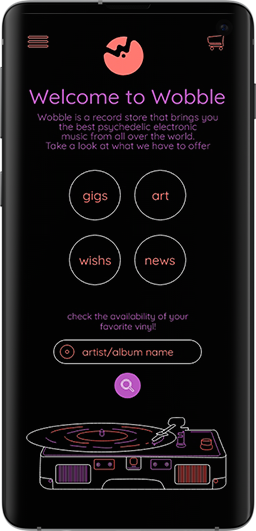 Welcome to Wobble
Wobble is a record store that brings you
the best psychedelic electronic
music from all over the world.
Take a look at what we have to offer
gigs
art
wishs
news
check the availability of your
favorite vinyl!
artist/album name